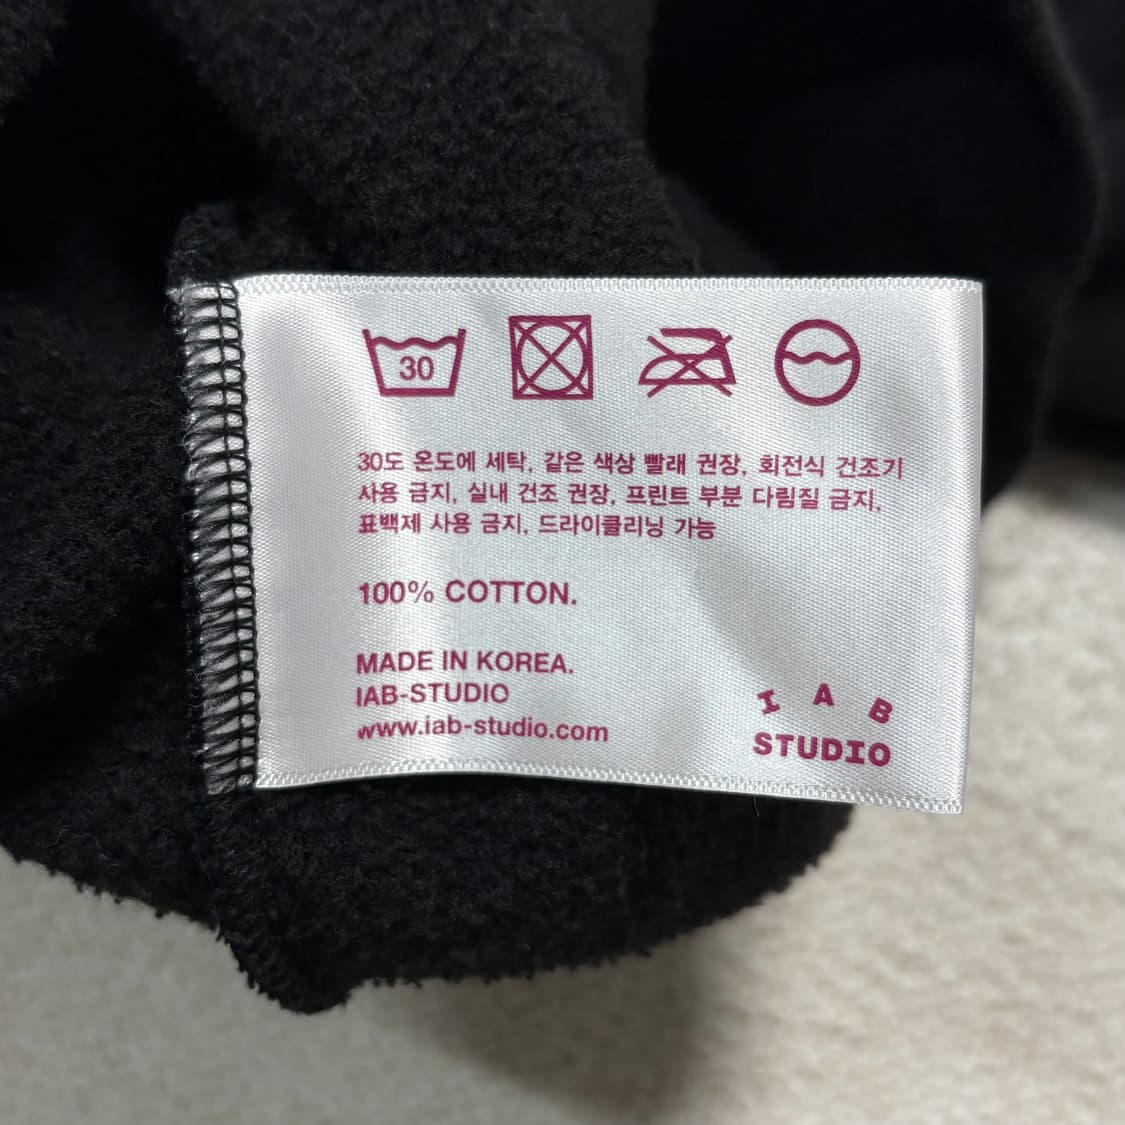 30
30도 온도에 세탁, 같은 색상 빨래 권장, 회전식 건조기
사용 금지, 실내 건조 권장, 프린트 부분 다림질 금지,
표백제 사용 금지, 드라이클리닝 가능
100% COTTON.
MADE IN KOREA.
IAB-STUDIO
www.iab-studio.com
I A B
STUDIO